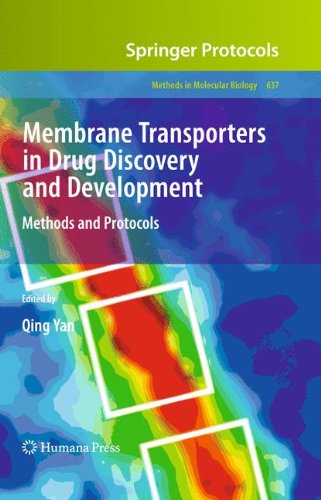 Springer Protocols
Methods in Molecular Biology 637
Membrane Transporters
in Drug Discovery
and Development
Methods and Protocols
Edited by
Qing Yan
Humana Press